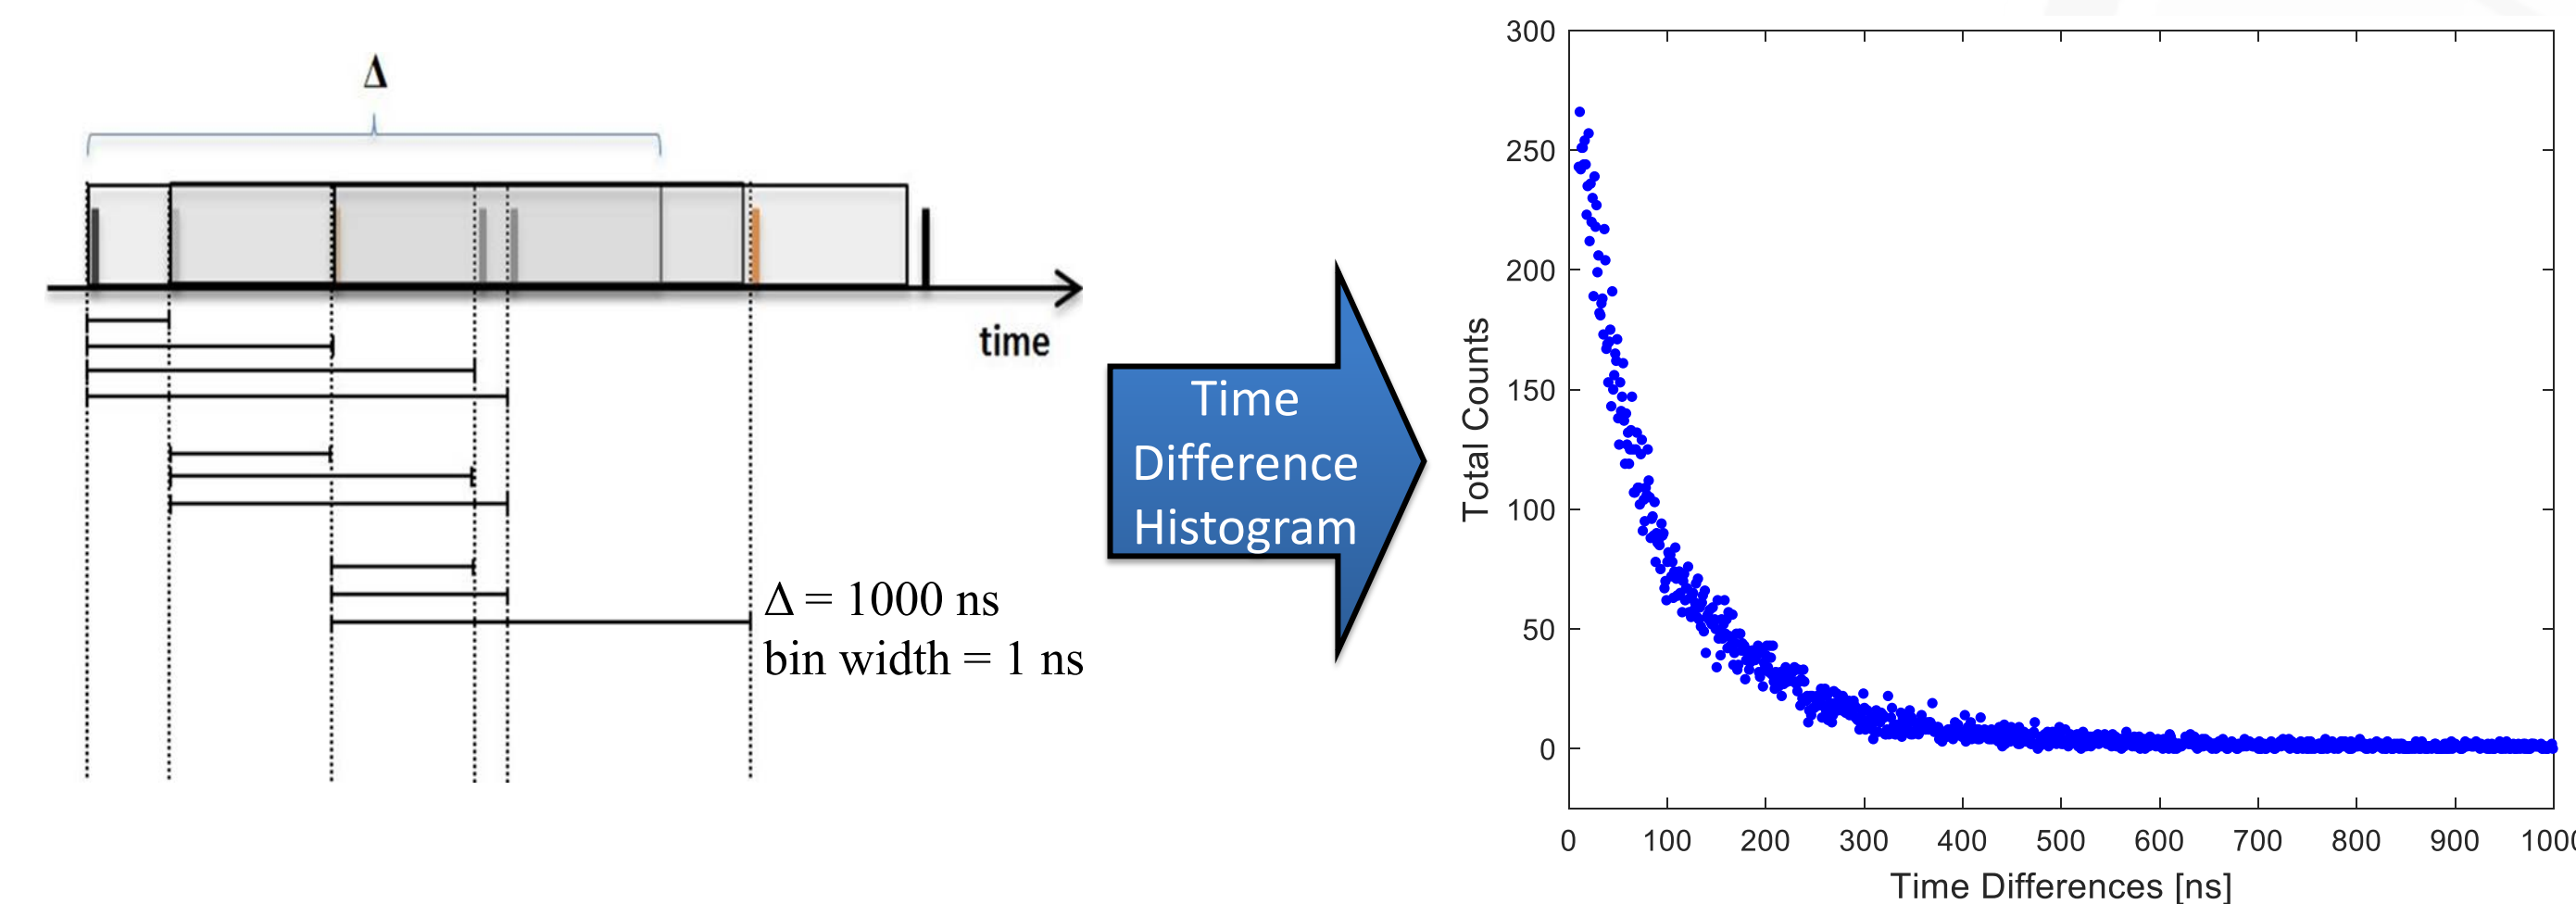 Δ
time
Δ = 1000 ns
bin width = 1 ns
Time
Difference
Histogram
Total Counts
300
250
200
150
100
50
0
0 100 200 300 400 500 600 700 800 900 1000
Time Differences [ns]